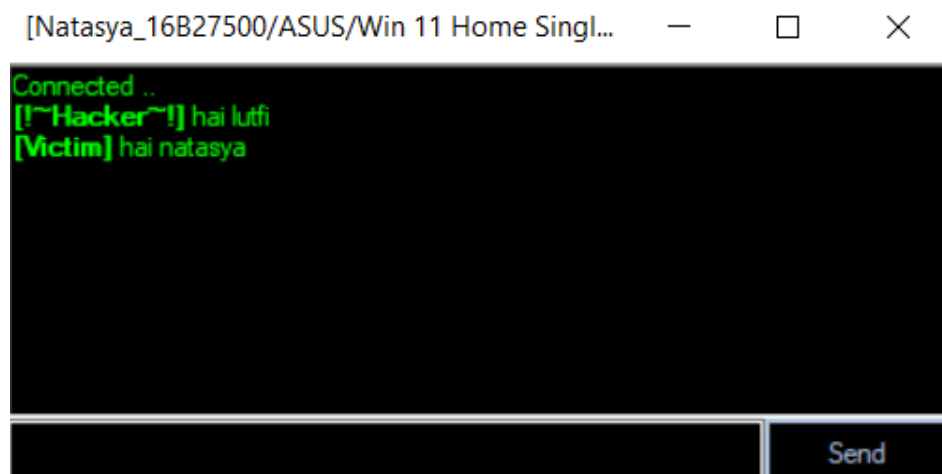 [Natasya_16B27500/ASUS/Win 11 Home Singl...
Connected ..
[!~Hacker~!] hai lutfi
[Victim] hai natasya
Send